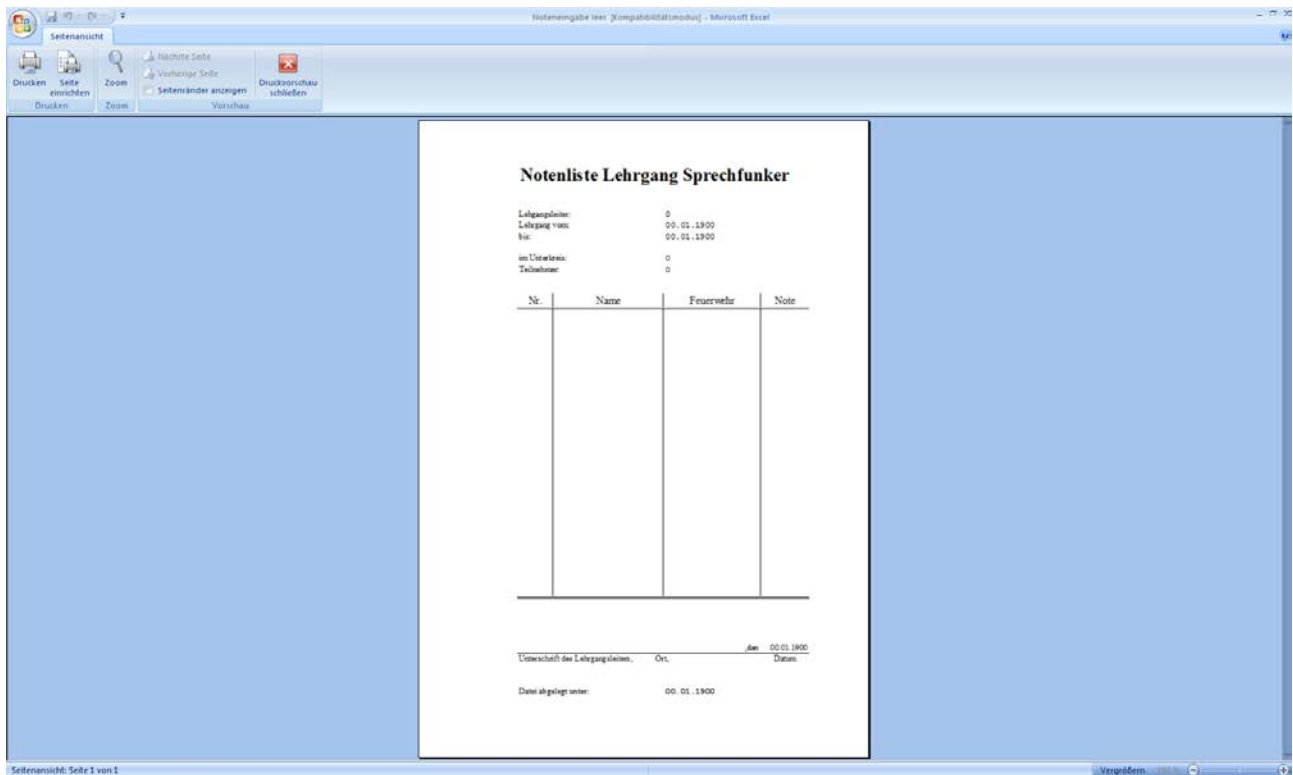 Noteneingabe leer [Kompatibilitätsmodus] - Microsoft Excel
Seitenansicht
Drucken
Seite einrichten
Zoom
Nächste Seite
Vorherige Seite
Seitenränder anzeigen
Druckvorschau schließen
Drucken
Zoom
Vorschau
Notenliste Lehrgang Sprechfunker
Lehgangsleiter: 0
Lehrgang vom: 00.01.1900
bis: 00.01.1900
im Unterkreis: 0
Teilnehmer: 0
Nr. Name Feuerwehr Note
,den 00.01.1900
Unterschrift des Lehrgangsleiters, Ort, Datum
Datei abgelegt unter: 00.01.1900
Seitenansicht: Seite 1 von 1
Vergrößern